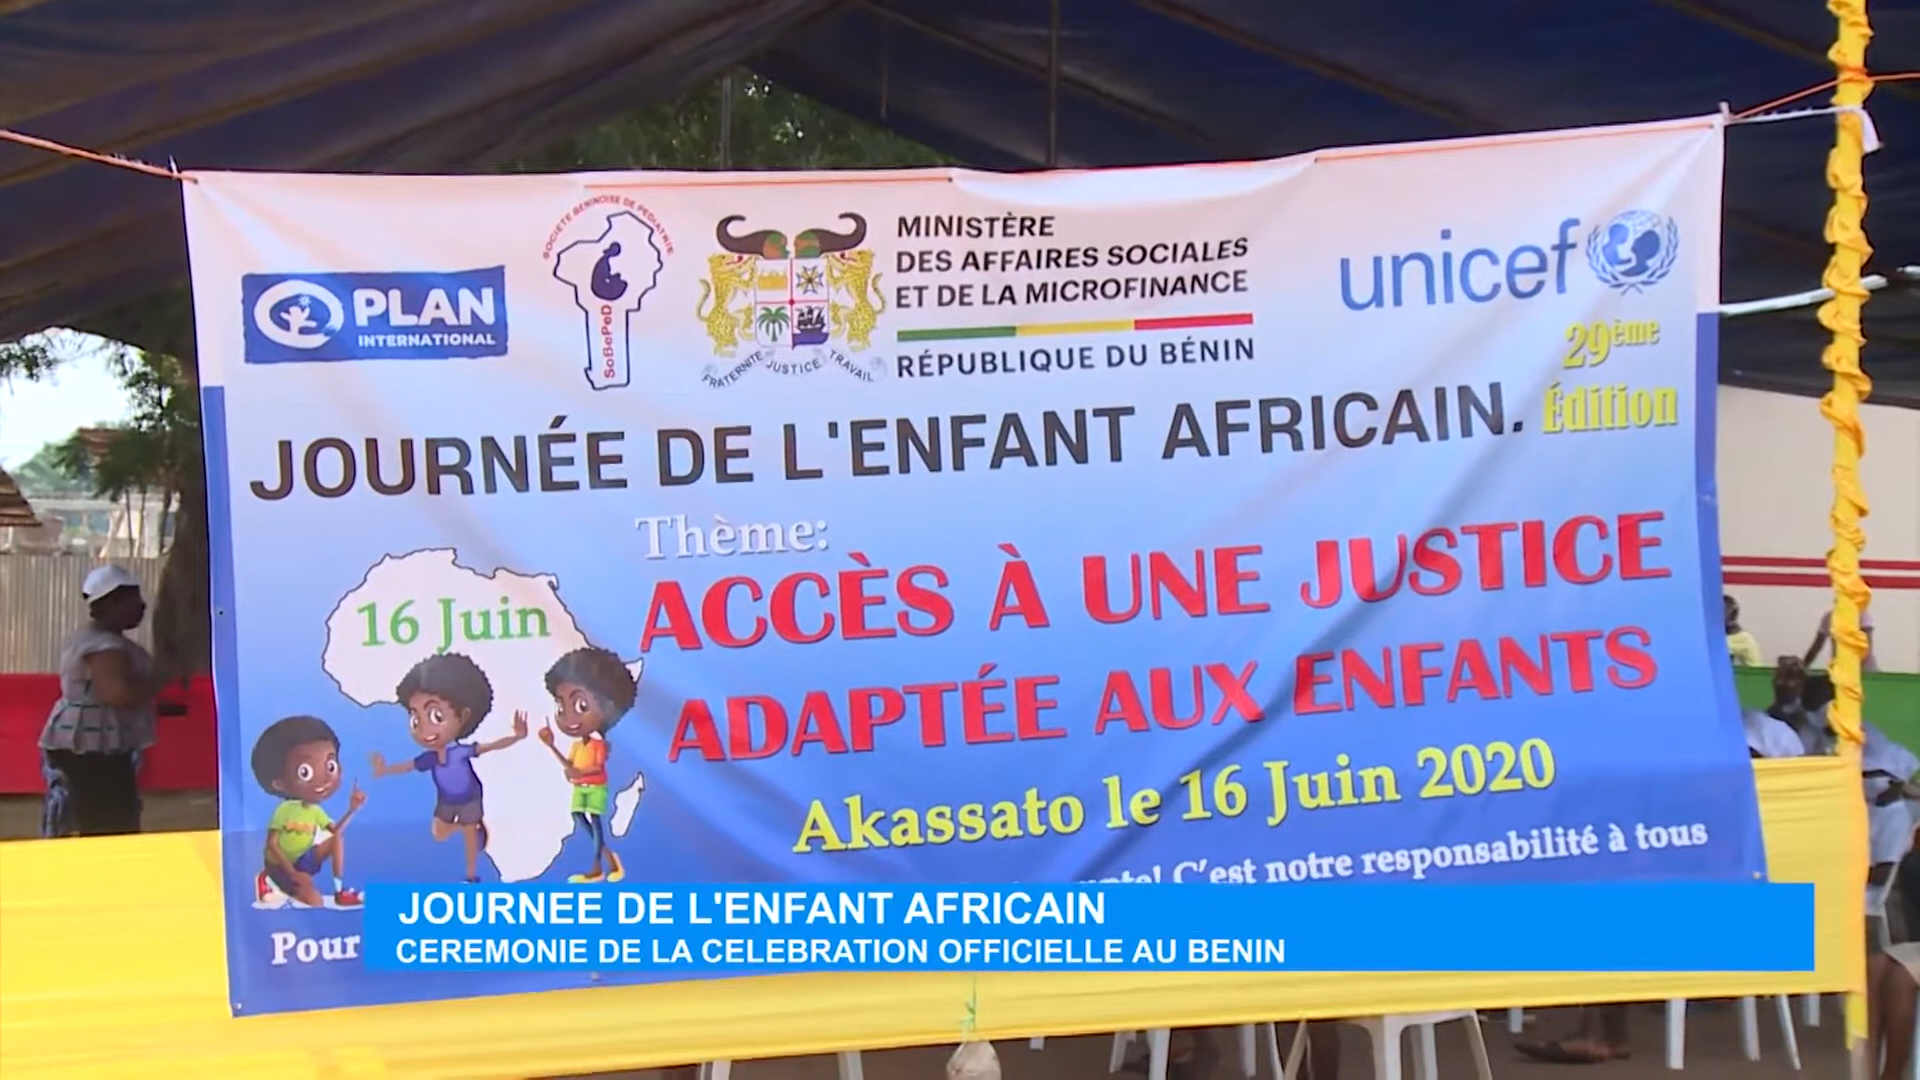 PLAN
INTERNATIONAL
SOCIETE BENINOISE DE PEDIATRIE
SoBePeD
FRATERNITE JUSTICE TRAVAIL
MINISTÈRE
DES AFFAIRES SOCIALES
ET DE LA MICROFINANCE
RÉPUBLIQUE DU BÉNIN
unicef
29ème
Édition
JOURNÉE DE L'ENFANT AFRICAIN.
Thème:
ACCÈS À UNE JUSTICE
ADAPTÉE AUX ENFANTS
16 Juin
Akassato le 16 Juin 2020
C'est notre responsabilité à tous
Pour
JOURNEE DE L'ENFANT AFRICAIN
CEREMONIE DE LA CELEBRATION OFFICIELLE AU BENIN